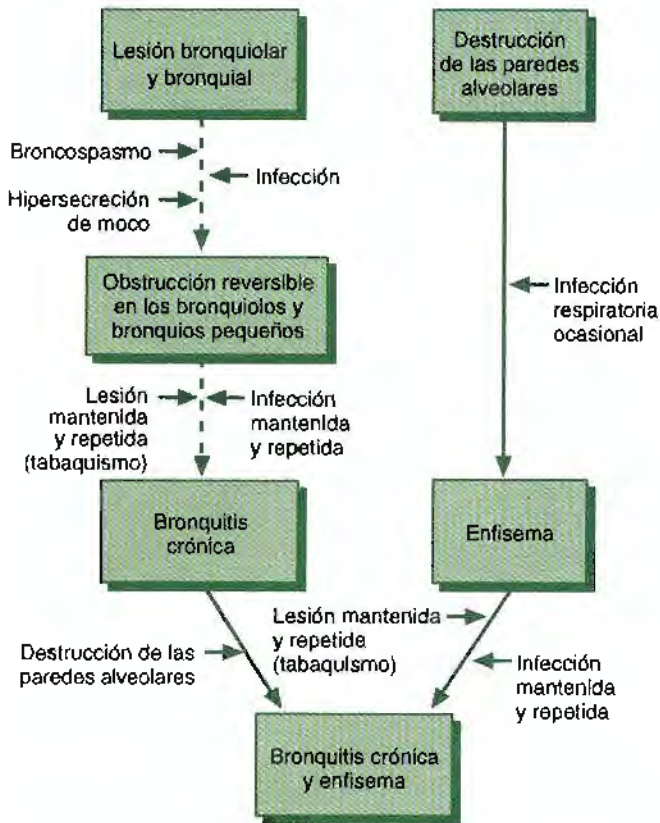 Lesión bronquiolar
y bronquial
Destrucción
de las paredes
alveolares
Broncospasmo
Infección
Hipersecreción
de moco
Obstrucción reversible
en los bronquiolos y
bronquios pequeños
Infección
respiratoria
ocasional
Lesión
mantenida
y repetida
(tabaquismo)
Infección
mantenida
y repetida
Bronquitis
crónica
Enfisema
Destrucción de las
paredes alveolares
Lesión mantenida
y repetida
(tabaquismo)
Infección
mantenida
y repetida
Bronquitis crónica
y enfisema